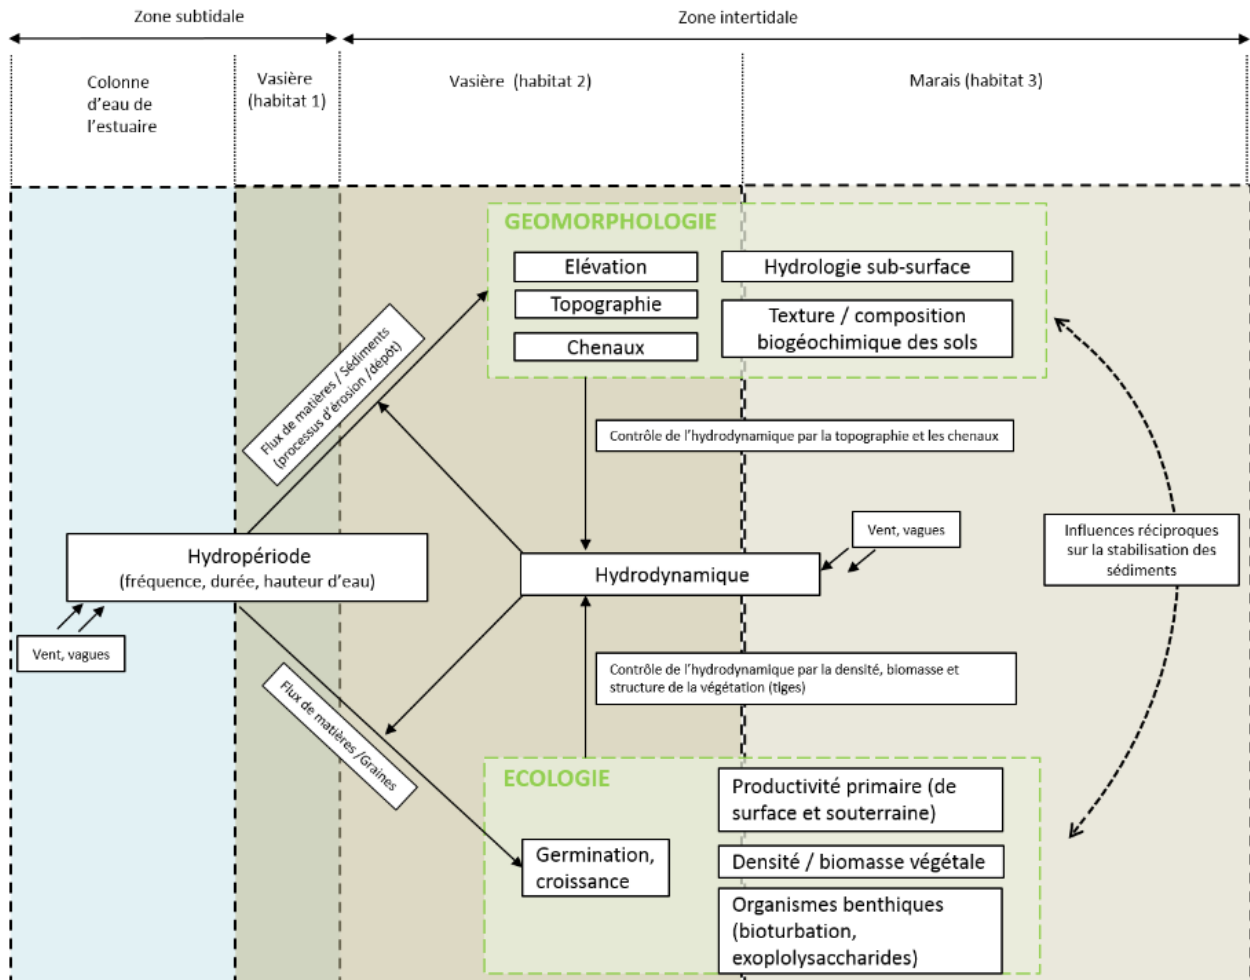 Zone subtidale
Zone intertidale
Colonne
d'eau de
l'estuaire
Vasière
(habitat 1)
Vasière (habitat 2)
Marais (habitat 3)
GEOMORPHOLOGIE
Elévation
Topographie
Chenaux
Hydrologie sub-surface
Texture / composition
biogéochimique des sols
Flux de matières / Sédiments
(processus d'érosion /dépôt)
Contrôle de l'hydrodynamique par la topographie et les chenaux
Hydropériode
(fréquence, durée, hauteur d'eau)
Vent, vagues
Hydrodynamique
Vent, vagues
Influences réciproques
sur la stabilisation des
sédiments
Contrôle de l'hydrodynamique par la densité, biomasse et
structure de la végétation (tiges)
Flux de matières /Graines
ECOLOGIE
Germination,
croissance
Productivité primaire (de
surface et souterraine)
Densité / biomasse végétale
Organismes benthiques
(bioturbation,
exoplolysaccharides)